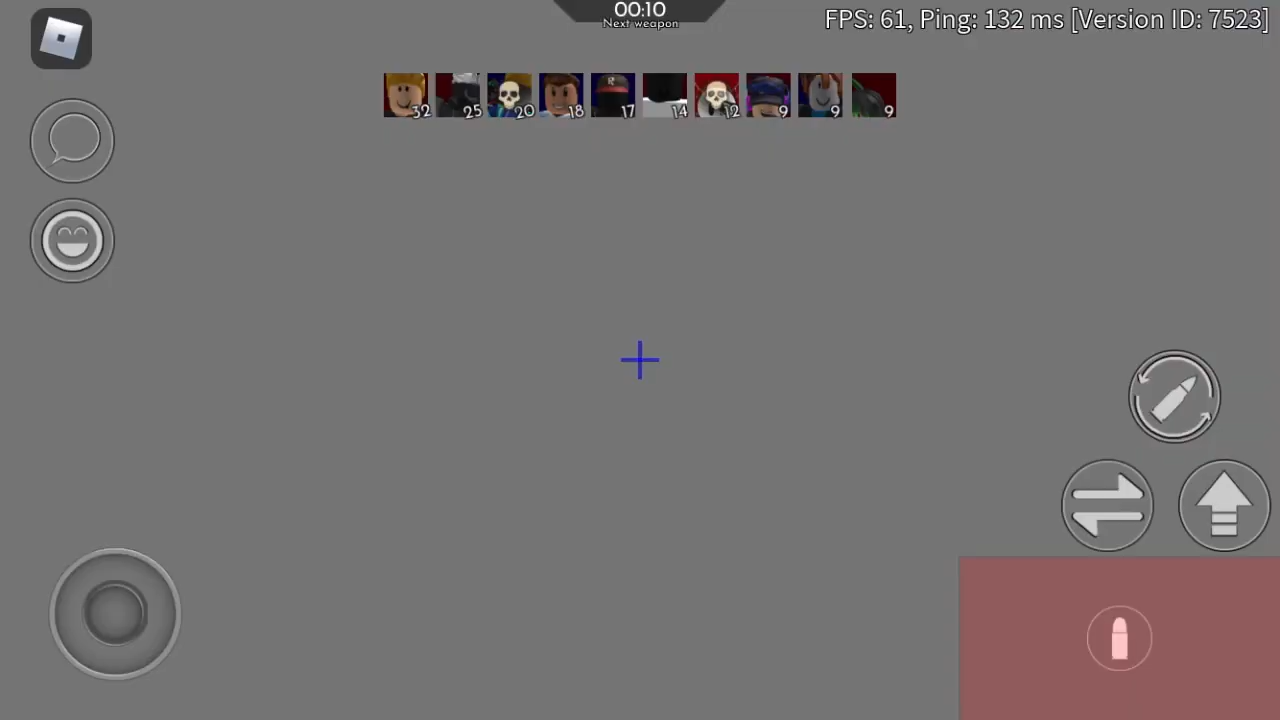 00:10
Next weapon
FPS: 61, Ping: 132 ms [Version ID: 7523]
32 25 20 18 17 14 12 9 9 9
R